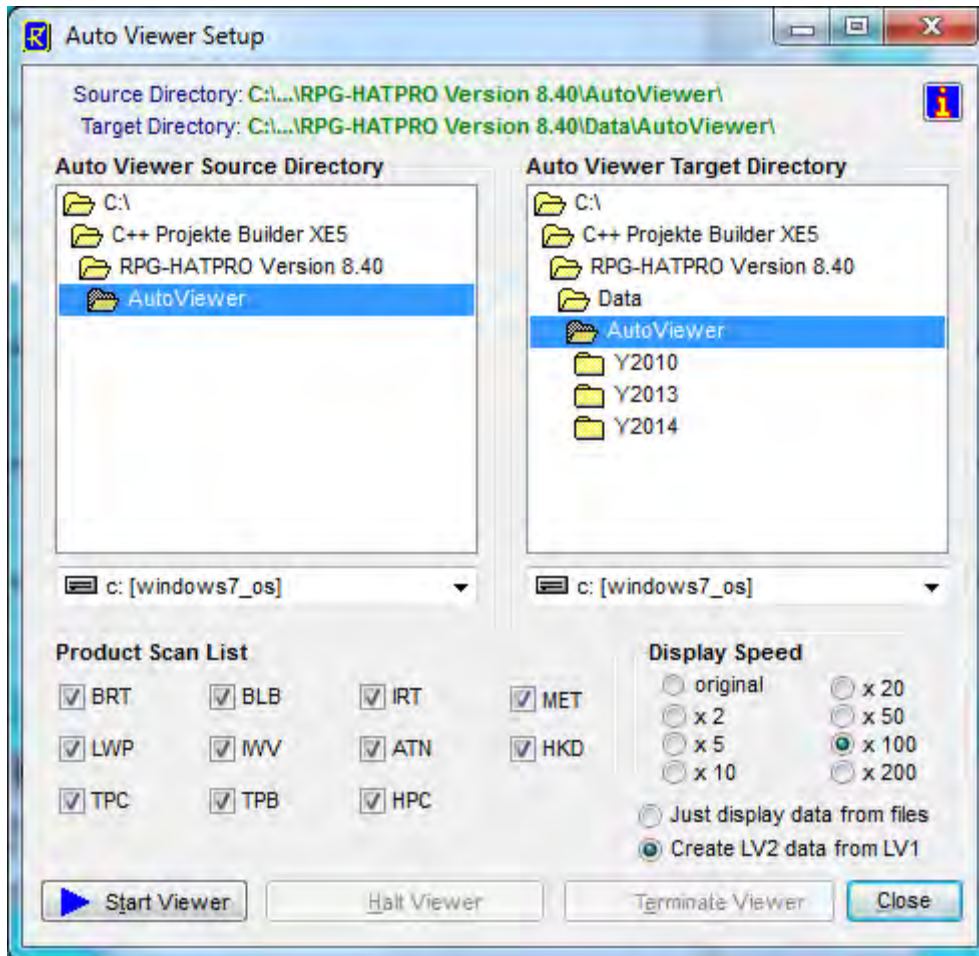 Auto Viewer Setup
Source Directory: C:\...\RPG-HATPRO Version 8.40\AutoViewer\
Target Directory: C:\...\RPG-HATPRO Version 8.40\Data\AutoViewer\
Auto Viewer Source Directory
C:\
C++ Projekte Builder XE5
RPG-HATPRO Version 8.40
AutoViewer
c: [windows7_os]
Auto Viewer Target Directory
C:\
C++ Projekte Builder XE5
RPG-HATPRO Version 8.40
Data
AutoViewer
Y2010
Y2013
Y2014
c: [windows7_os]
Product Scan List
BRT BLB IRT MET
LWP IWV ATN HKD
TPC TPB HPC
Display Speed
original x 20
x 2 x 50
x 5 x 100
x 10 x 200
Just display data from files
Create LV2 data from LV1
Start Viewer Halt Viewer Terminate Viewer Close